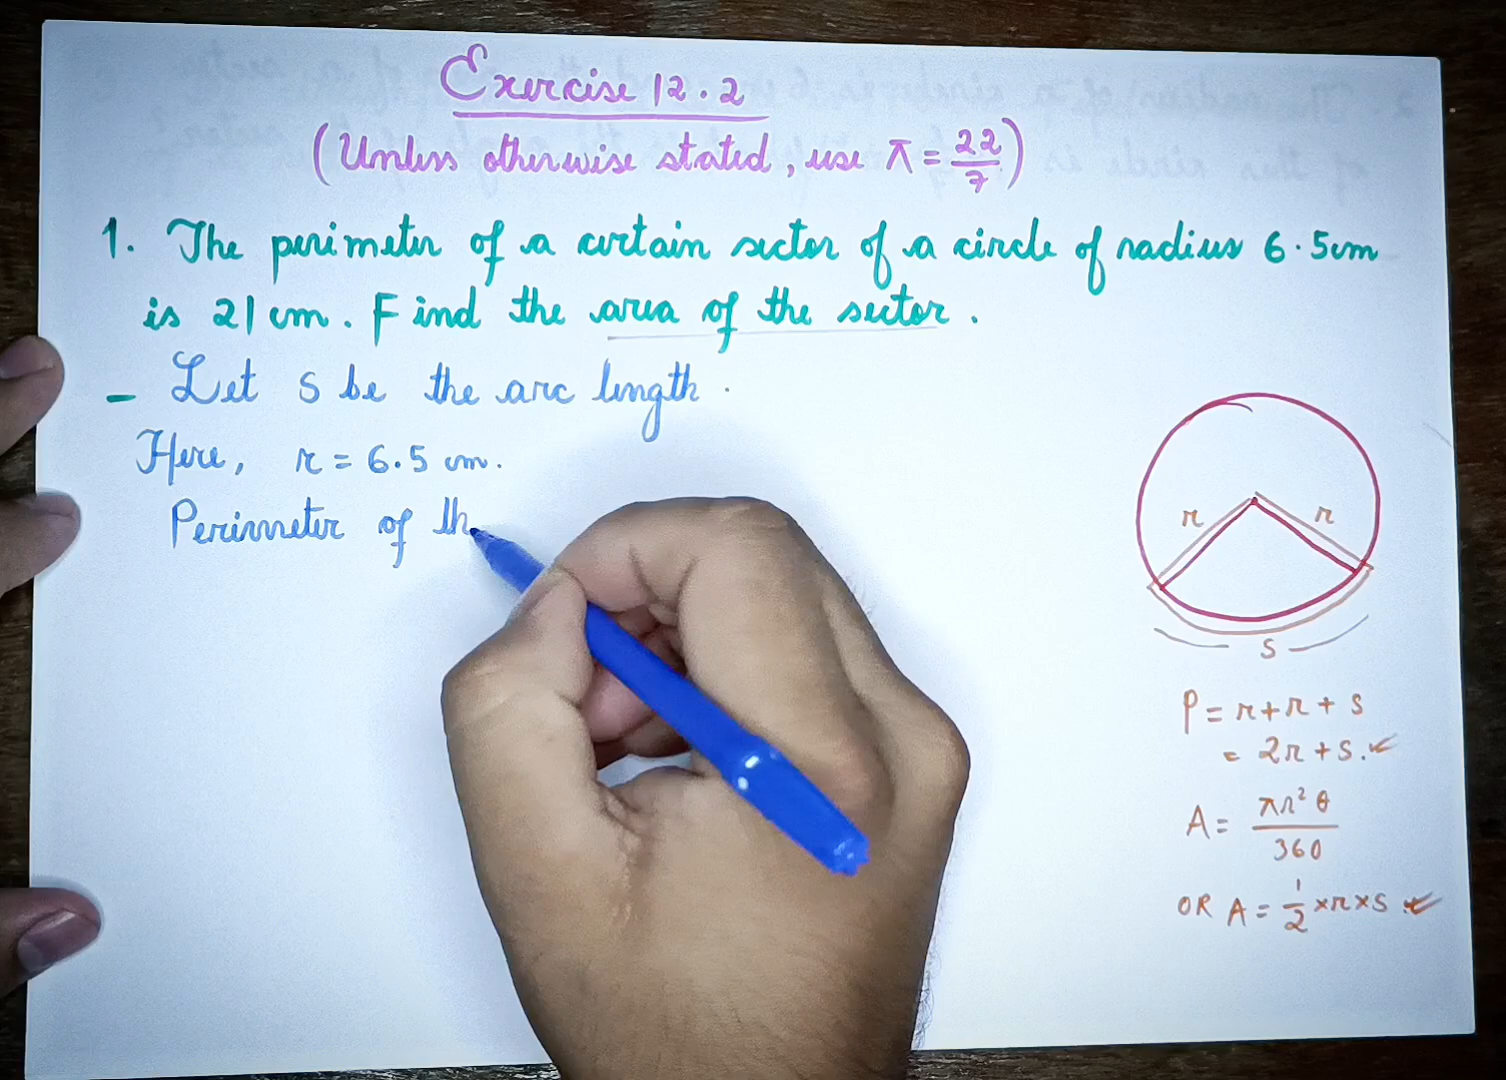 Exercise 12.2
(Unless otherwise stated, use π = 22/7)
1. The perimeter of a certain sector of a circle of radius 6.5cm
is 21cm. Find the area of the sector.
- Let S be the arc length.
Here, r = 6.5 cm.
Perimeter of th
r r
S
P = r + r + s
= 2r + s.
A = πr²θ/360
OR A = 1/2 × r × s